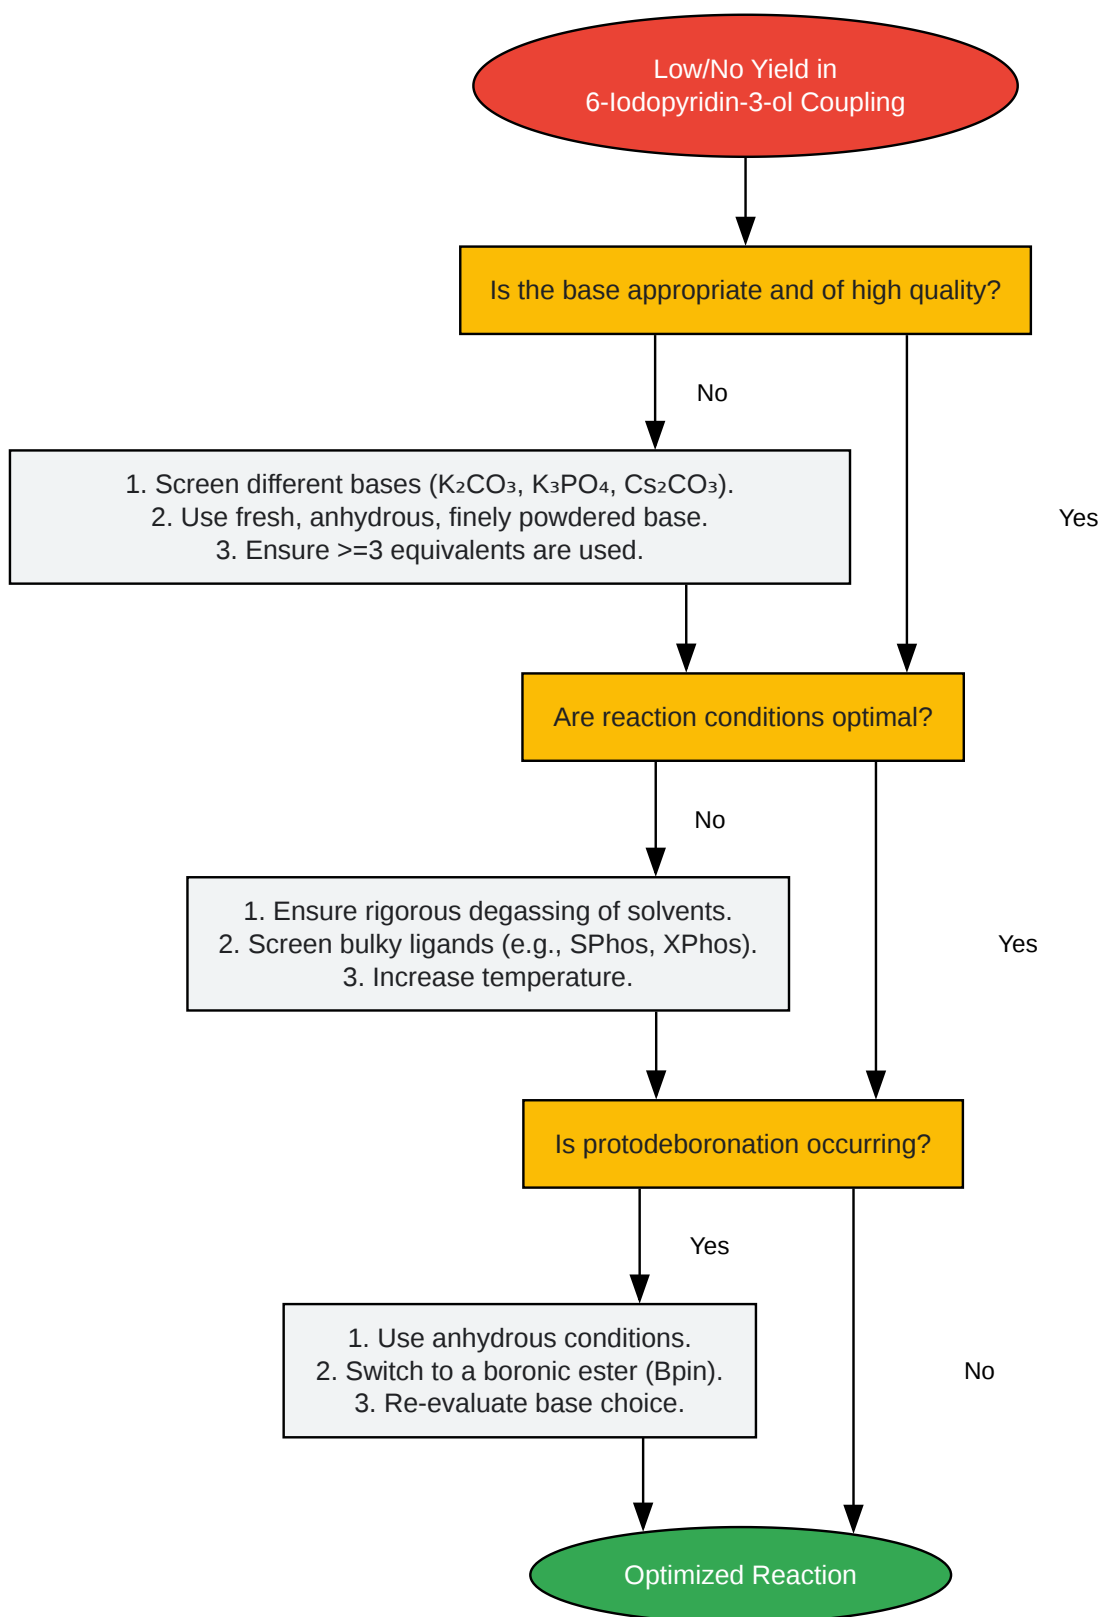 Low/No Yield in
6-Iodopyridin-3-ol Coupling
Is the base appropriate and of high quality?
No
1. Screen different bases (K₂CO₃, K₃PO₄, Cs₂CO₃).
2. Use fresh, anhydrous, finely powdered base.
3. Ensure >=3 equivalents are used.
Yes
Are reaction conditions optimal?
No
1. Ensure rigorous degassing of solvents.
2. Screen bulky ligands (e.g., SPhos, XPhos).
3. Increase temperature.
Yes
Is protodeboronation occurring?
Yes
1. Use anhydrous conditions.
2. Switch to a boronic ester (Bpin).
3. Re-evaluate base choice.
No
Optimized Reaction